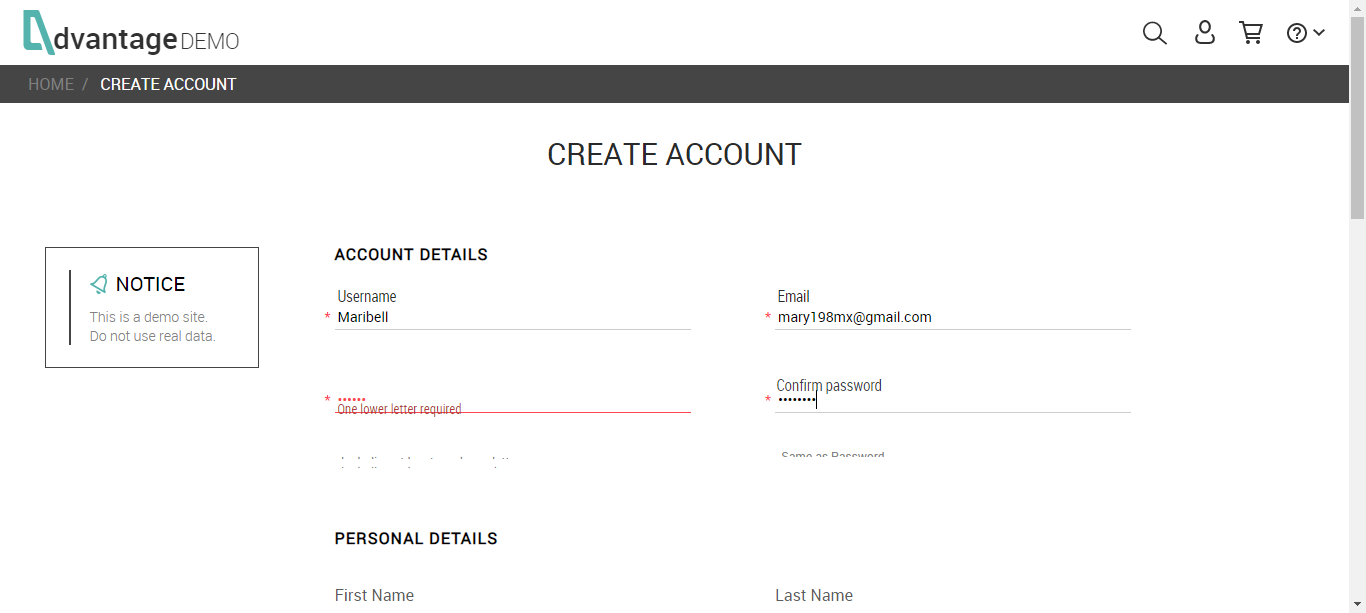 dvantage DEMO
HOME / CREATE ACCOUNT
CREATE ACCOUNT
NOTICE
This is a demo site.
Do not use real data.
ACCOUNT DETAILS
Username
* Maribell
Email
* mary198mx@gmail.com
* ••••••
One lower letter required
Confirm password
* ••••••••
Same as Password
PERSONAL DETAILS
First Name
Last Name